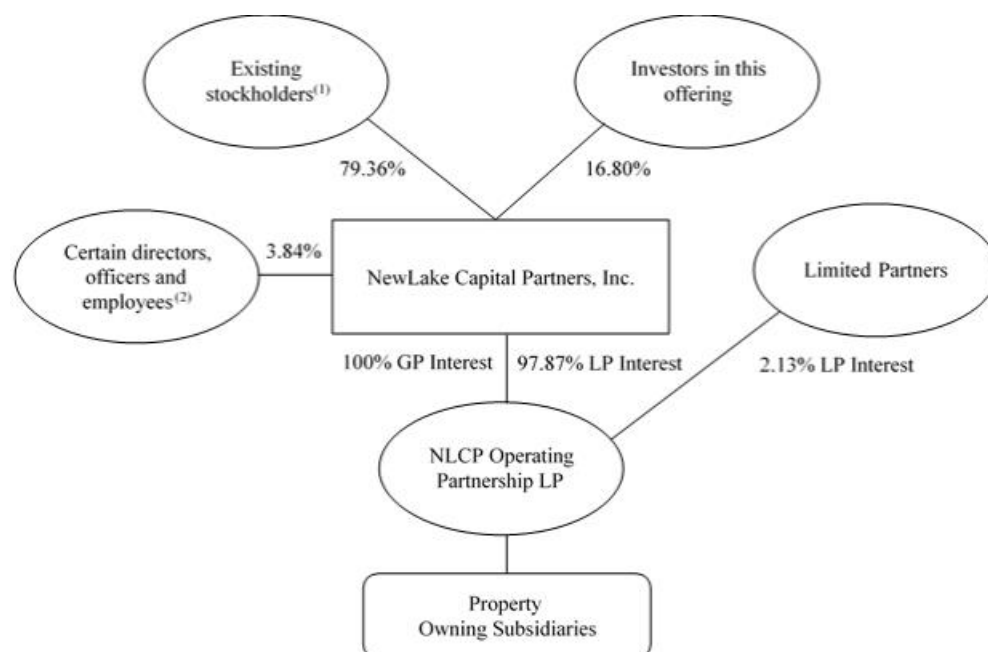 Existing
stockholders(1)
Investors in this
offering
79.36%
16.80%
Certain directors,
officers and
employees(2)
3.84%
NewLake Capital Partners, Inc.
Limited Partners
100% GP Interest
97.87% LP Interest
2.13% LP Interest
NLCP Operating
Partnership LP
Property
Owning Subsidiaries